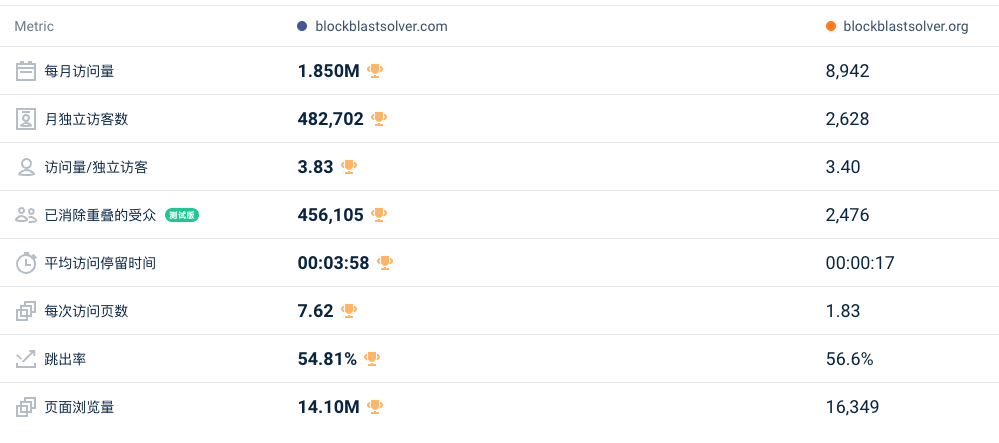 Metric blockblastsolver.com blockblastsolver.org
每月访问量 1.850M 8,942
月独立访客数 482,702 2,628
访问量/独立访客 3.83 3.40
已消除重叠的受众 测试版 456,105 2,476
平均访问停留时间 00:03:58 00:00:17
每次访问页数 7.62 1.83
跳出率 54.81% 56.6%
页面浏览量 14.10M 16,349